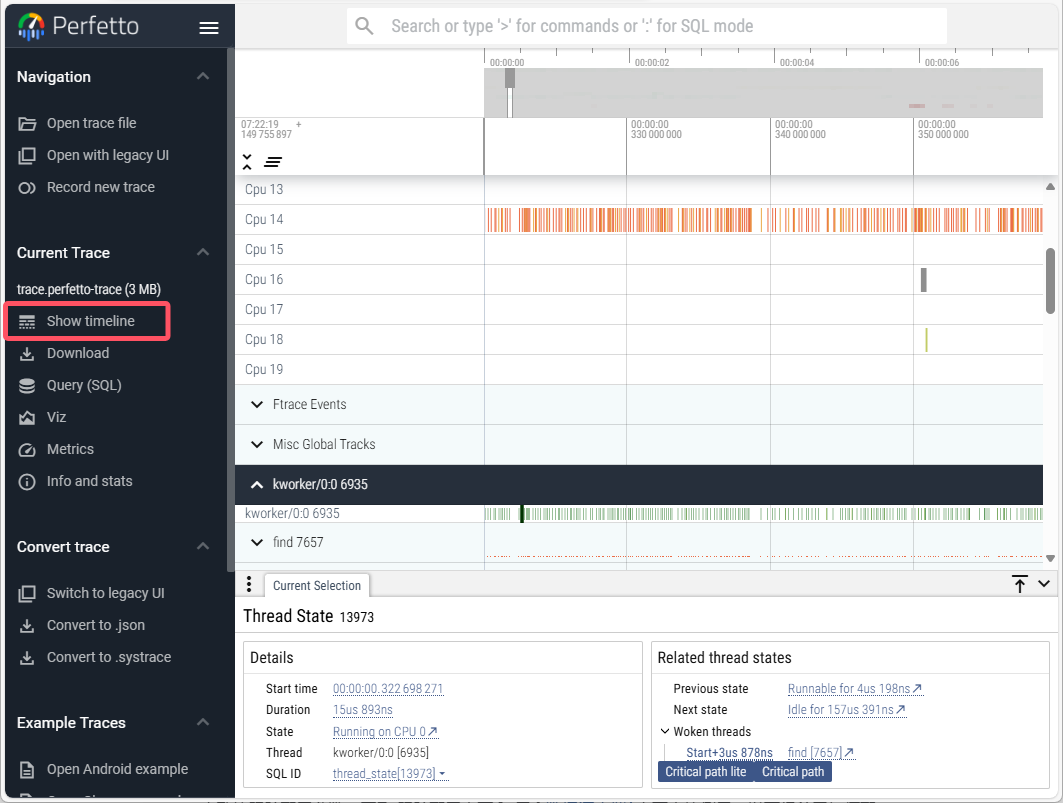 Perfetto
Search or type '>' for commands or ':' for SQL mode
Navigation
Open trace file
Open with legacy UI
Record new trace
Current Trace
trace.perfetto-trace (3 MB)
Show timeline
Download
Query (SQL)
Viz
Metrics
Info and stats
Convert trace
Switch to legacy UI
Convert to .json
Convert to .systrace
Example Traces
Open Android example
00:00:00
00:00:02
00:00:04
00:00:06
07:22:19 +
149 755 897
00:00:00
330 000 000
00:00:00
340 000 000
00:00:00
350 000 000
Cpu 13
Cpu 14
Cpu 15
Cpu 16
Cpu 17
Cpu 18
Cpu 19
Ftrace Events
Misc Global Tracks
kworker/0:0 6935
kworker/0:0 6935
find 7657
Current Selection
Thread State 13973
Details
Start time 00:00:00.322 698 271
Duration 15us 893ns
State Running on CPU 0
Thread kworker/0:0 [6935]
SQL ID thread_state[13973]
Related thread states
Previous state Runnable for 4us 198ns
Next state Idle for 157us 391ns
Woken threads
Start+3us 878ns find [7657]
Critical path lite Critical path